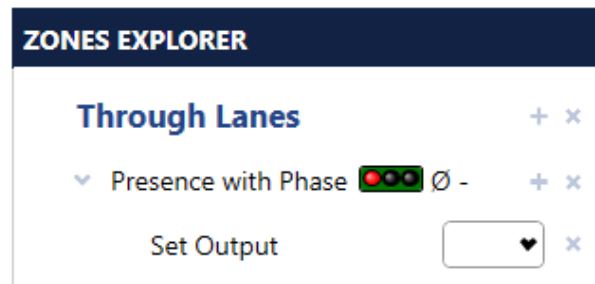 ZONES EXPLORER
Through Lanes
Presence with Phase Ø -
Set Output